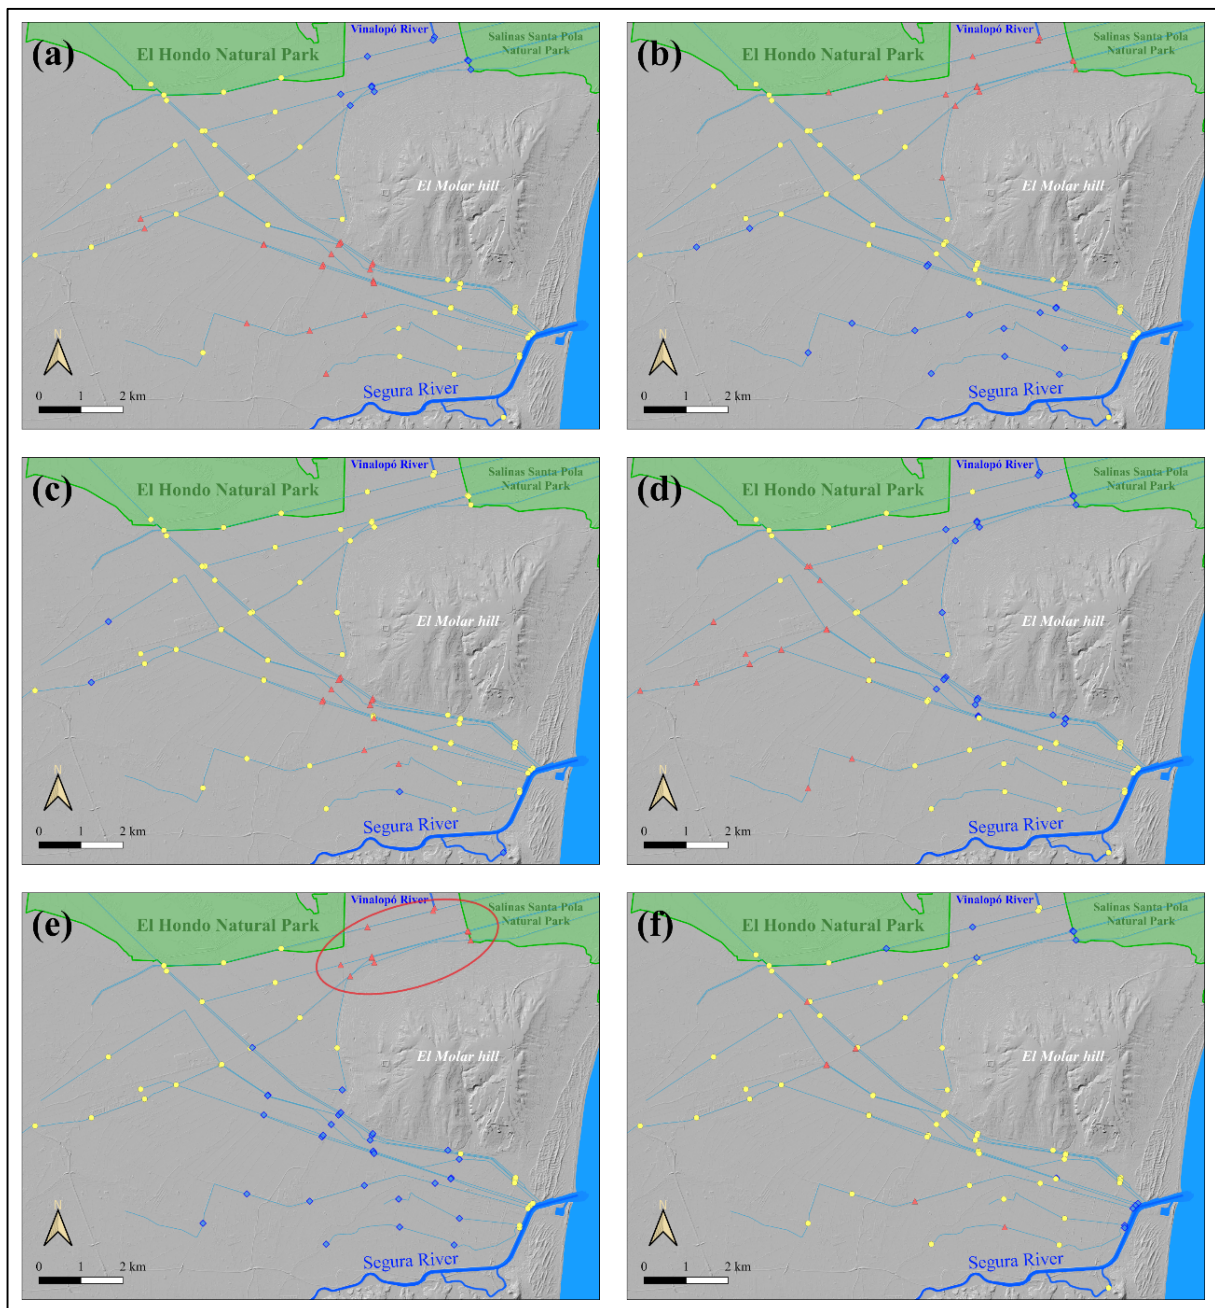 (a)
El Hondo Natural Park
Vinalopó River
Salinas Santa Pola
Natural Park
El Molar hill
N
0 1 2 km
Segura River
(b)
El Hondo Natural Park
Vinalopó River
Salinas Santa Pola
Natural Park
El Molar hill
N
0 1 2 km
Segura River
(c)
El Hondo Natural Park
Vinalopó River
Salinas Santa Pola
Natural Park
El Molar hill
N
0 1 2 km
Segura River
(d)
El Hondo Natural Park
Vinalopó River
Salinas Santa Pola
Natural Park
El Molar hill
N
0 1 2 km
Segura River
(e)
El Hondo Natural Park
Vinalopó River
Salinas Santa Pola
Natural Park
El Molar hill
N
0 1 2 km
Segura River
(f)
El Hondo Natural Park
Vinalopó River
Salinas Santa Pola
Natural Park
El Molar hill
N
0 1 2 km
Segura River